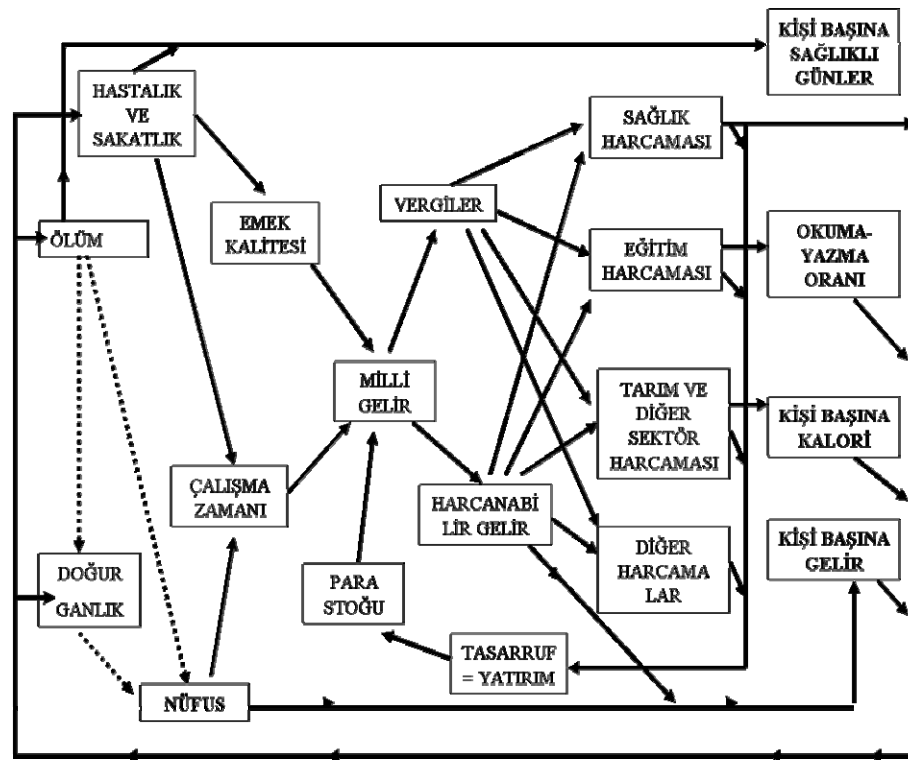 KİŞİ BAŞINA
SAĞLIKLI
GÜNLER
HASTALIK
VE
SAKATLIK
SAĞLIK
HARCAMASI
VERGİLER
EMEK
KALİTESİ
ÖLÜM
EĞİTİM
HARCAMASI
OKUMA-
YAZMA
ORANI
MİLLİ
GELİR
TARIM VE
DİĞER
SEKTÖR
HARCAMASI
KİŞİ BAŞINA
KALORİ
ÇALIŞMA
ZAMANI
HARCANABİ
LİR GELİR
DİĞER
HARCAMA
LAR
KİŞİ BAŞINA
GELİR
DOĞUR
GANLIK
PARA
STOĞU
TASARRUF
= YATIRIM
NÜFUS